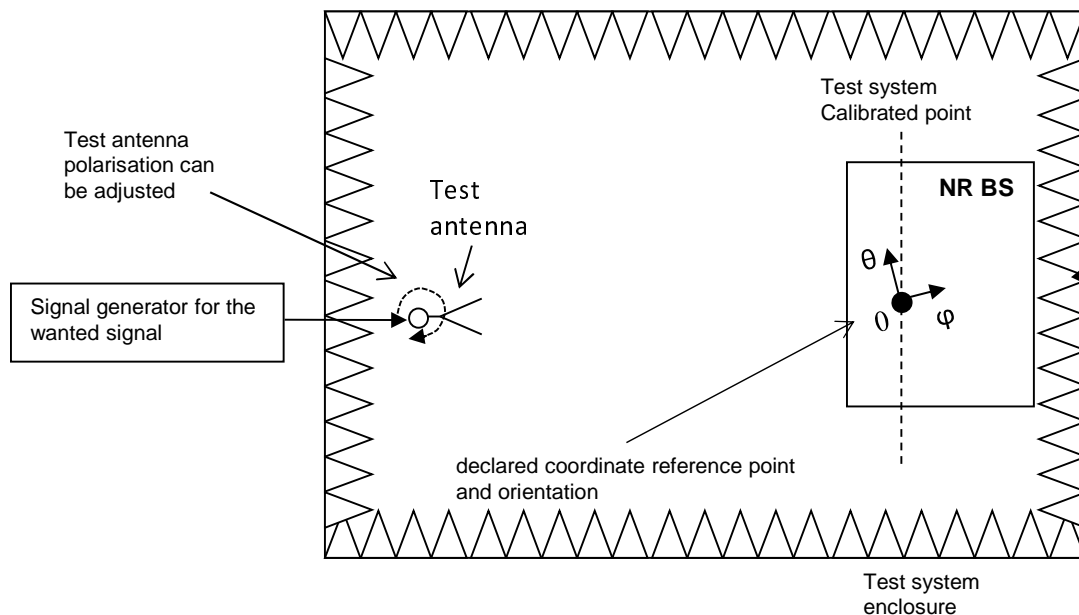 Test system
Calibrated point
Test antenna
polarisation can
be adjusted
Test
antenna
NR BS
θ
φ
0
Signal generator for the
wanted signal
declared coordinate reference point
and orientation
Test system
enclosure